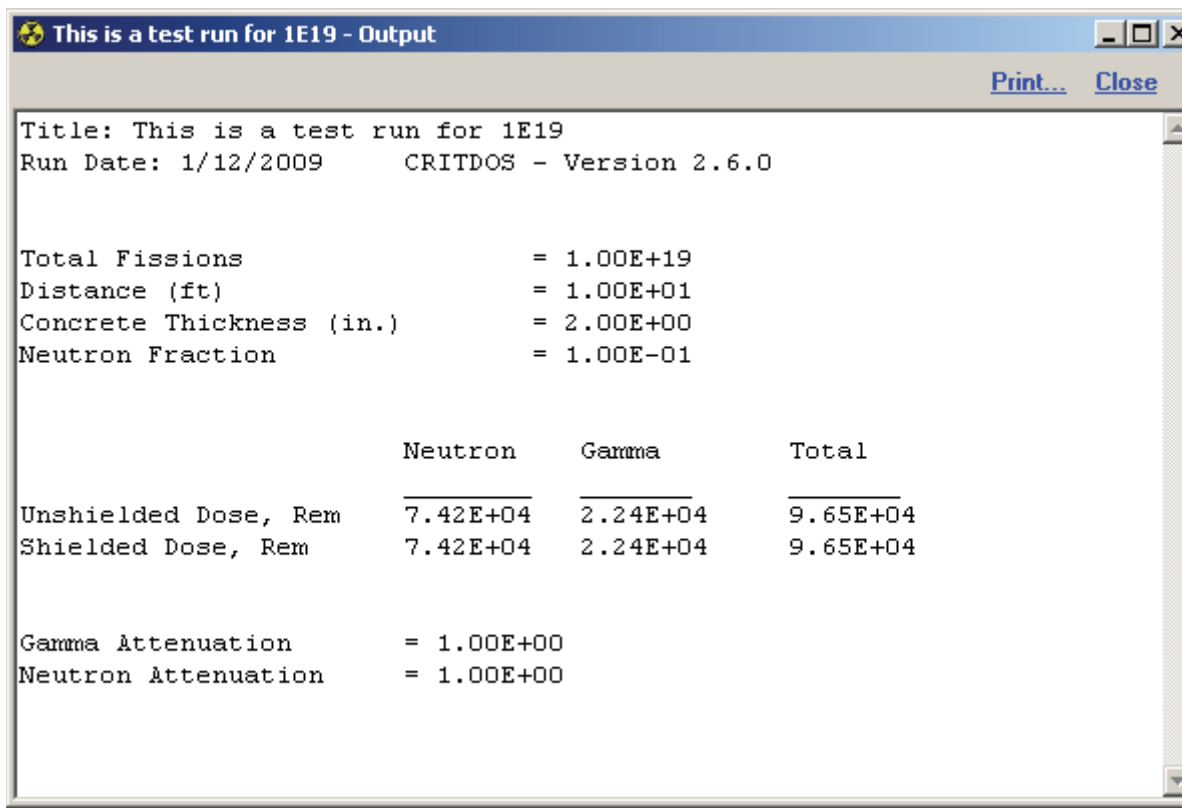 This is a test run for 1E19 - Output
Print... Close
Title: This is a test run for 1E19
Run Date: 1/12/2009 CRITDOS - Version 2.6.0
Total Fissions = 1.00E+19
Distance (ft) = 1.00E+01
Concrete Thickness (in.) = 2.00E+00
Neutron Fraction = 1.00E-01
Neutron Gamma Total
Unshielded Dose, Rem 7.42E+04 2.24E+04 9.65E+04
Shielded Dose, Rem 7.42E+04 2.24E+04 9.65E+04
Gamma Attenuation = 1.00E+00
Neutron Attenuation = 1.00E+00